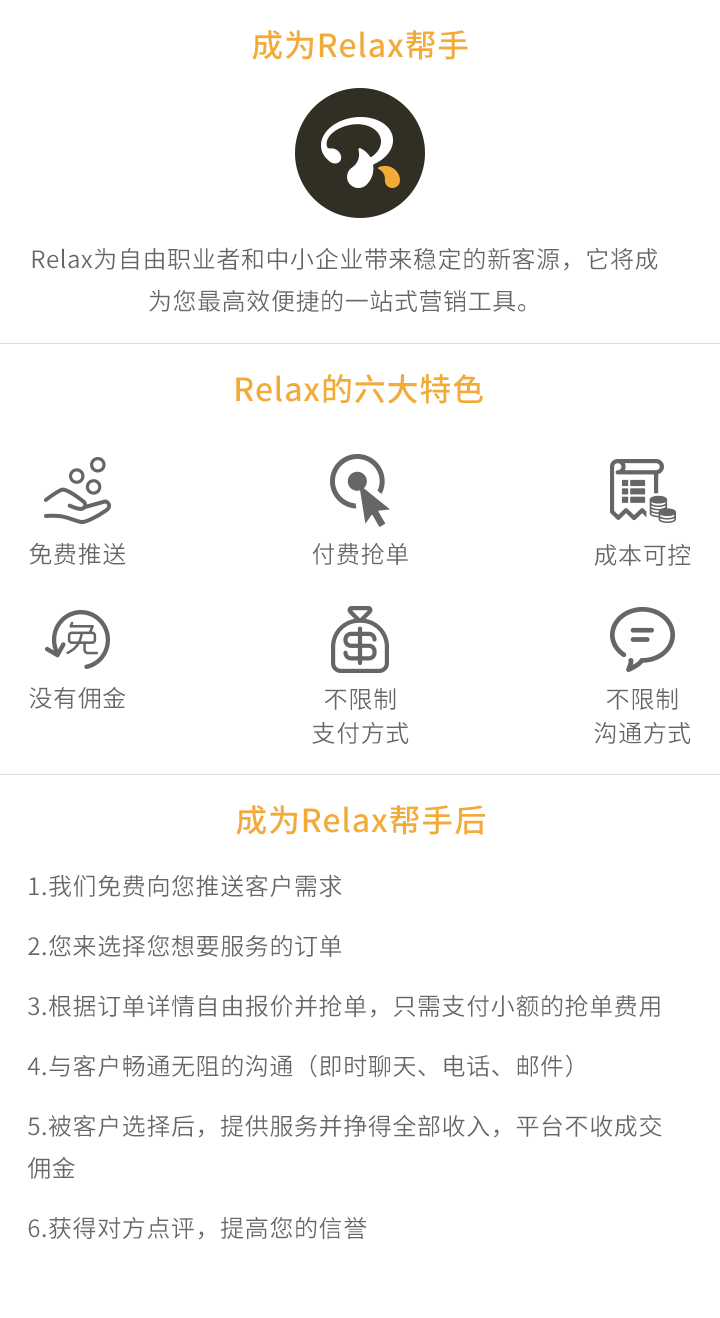 成为Relax帮手
Relax为自由职业者和中小企业带来稳定的新客源，它将成
为您最高效便捷的一站式营销工具。
Relax的六大特色
免费推送
付费抢单
成本可控
免
没有佣金
不限制
支付方式
不限制
沟通方式
成为Relax帮手后
1.我们免费向您推送客户需求
2.您来选择您想要服务的订单
3.根据订单详情自由报价并抢单，只需支付小额的抢单费用
4.与客户畅通无阻的沟通（即时聊天、电话、邮件）
5.被客户选择后，提供服务并挣得全部收入，平台不收成交
佣金
6.获得对方点评，提高您的信誉